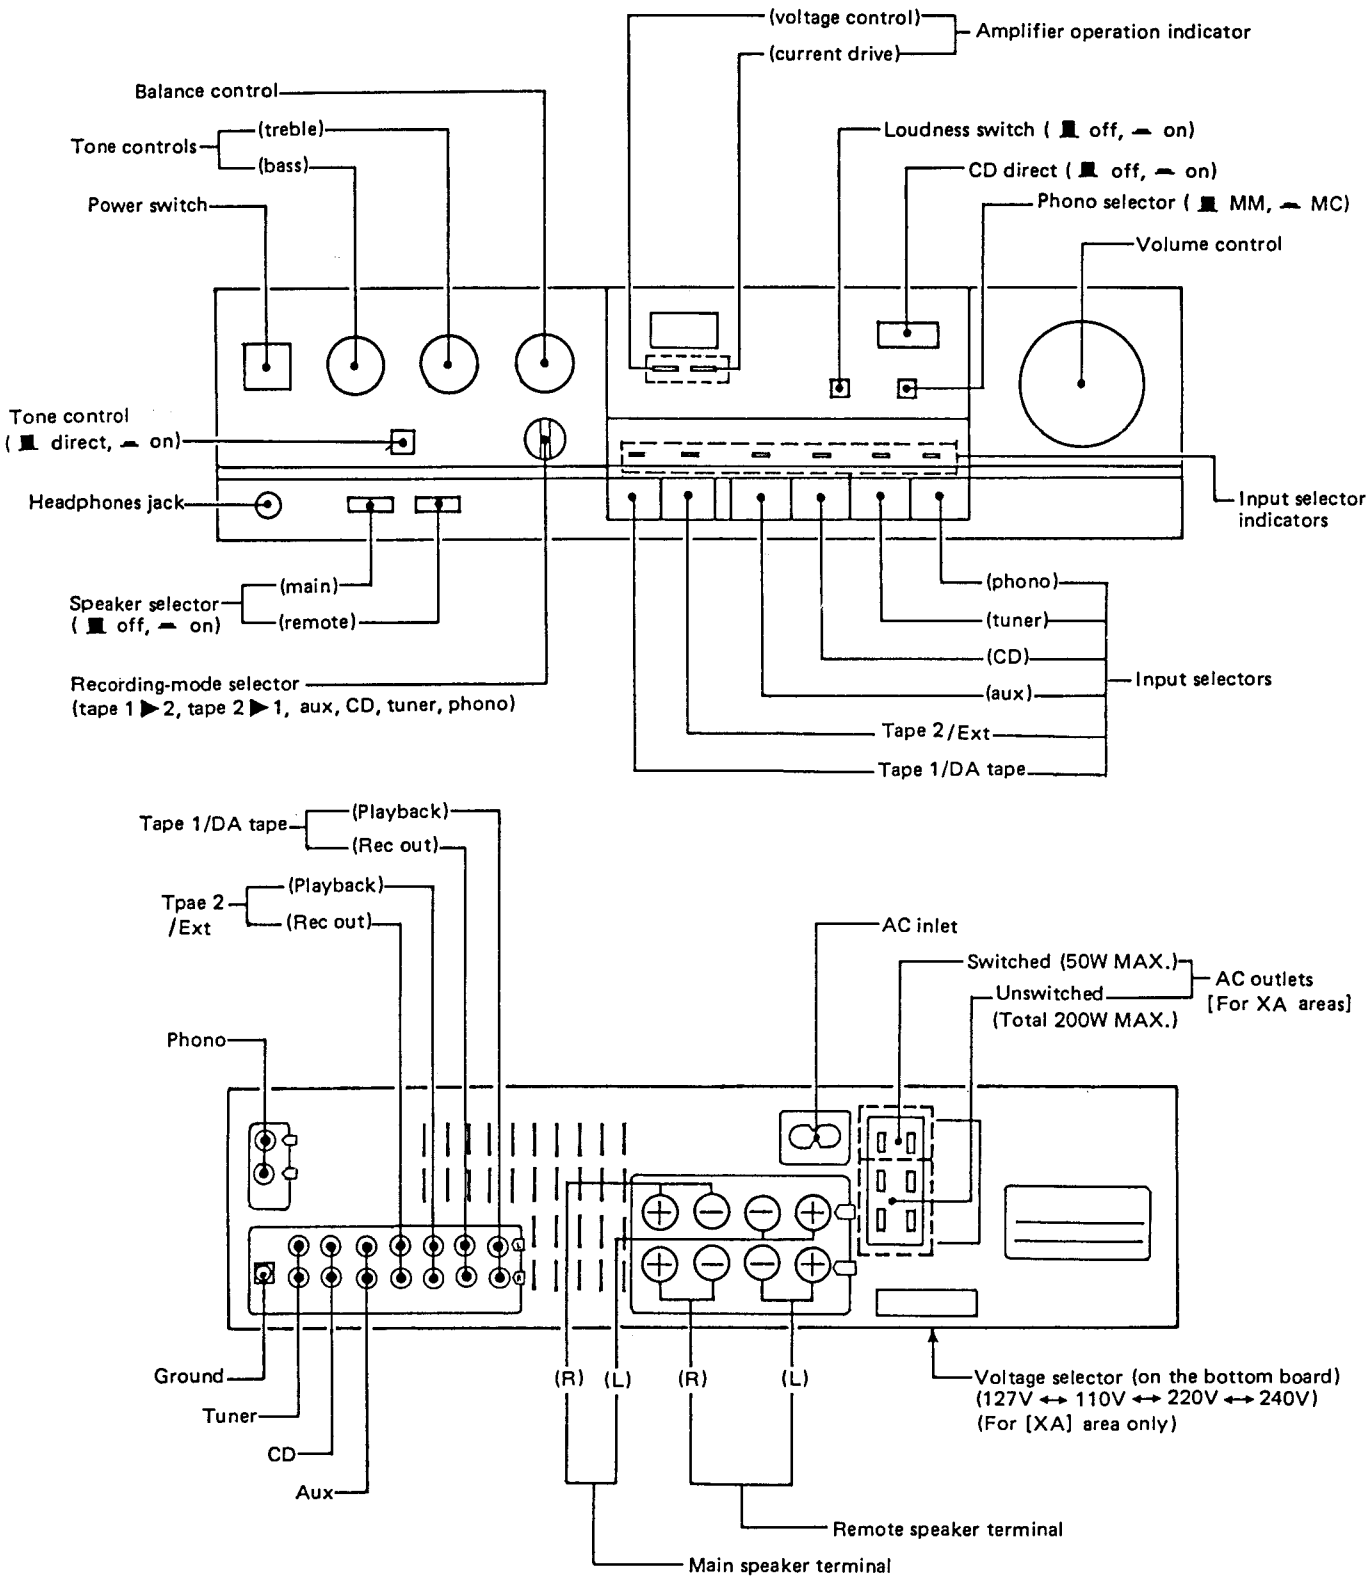 (voltage control)
Amplifier operation indicator
(current drive)
Balance control
Tone controls
(treble)
(bass)
Power switch
Loudness switch ( off, on)
CD direct ( off, on)
Phono selector ( MM, MC)
Volume control
Tone control
( direct, on)
Headphones jack
Input selector
indicators
Speaker selector
( off, on)
(main)
(remote)
Recording-mode selector
(tape 1 ▶ 2, tape 2 ▶ 1, aux, CD, tuner, phono)
(phono)
(tuner)
(CD)
(aux)
Tape 2/Ext
Tape 1/DA tape
Input selectors
Tape 1/DA tape
(Playback)
(Rec out)
Tpae 2
/Ext
(Playback)
(Rec out)
AC inlet
Switched (50W MAX.)
Unswitched
(Total 200W MAX.)
AC outlets
[For XA areas]
Phono
+ − − +
+ − − +
Ground
Tuner
CD
Aux
(R) (L) (R) (L)
Voltage selector (on the bottom board)
(127V ↔ 110V ↔ 220V ↔ 240V)
(For [XA] area only)
Remote speaker terminal
Main speaker terminal